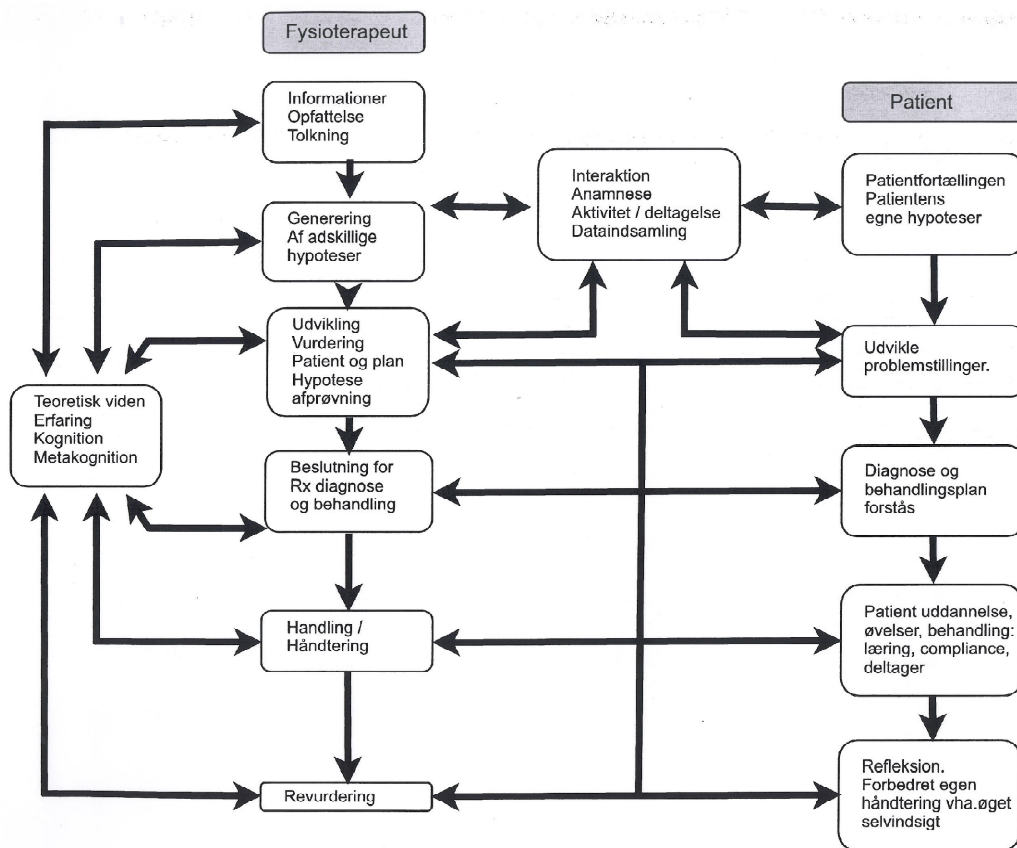 Fysioterapeut
Informationer
Opfattelse
Tolkning
Patient
Interaktion
Anamnese
Aktivitet / deltagelse
Dataindsamling
Patientfortællingen
Patientens
egne hypoteser
Generering
Af adskillige
hypoteser
Udvikling
Vurdering
Patient og plan
Hypotese
afprøvning
Udvikle
problemstillinger.
Teoretisk viden
Erfaring
Kognition
Metakognition
Beslutning for
Rx diagnose
og behandling
Diagnose og
behandlingsplan
forstås
Handling /
Håndtering
Patient uddannelse,
øvelser, behandling:
læring, compliance,
deltager
Revurdering
Refleksion.
Forbedret egen
håndtering vha.øget
selvindsigt